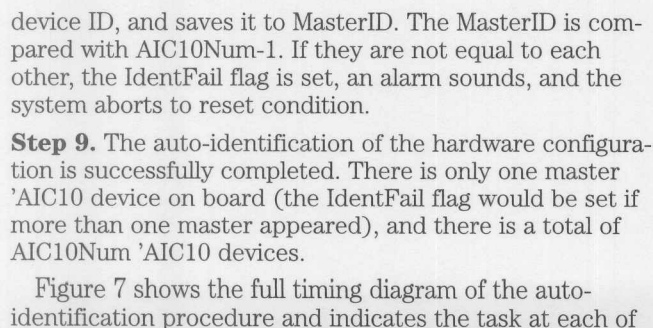 device ID, and saves it to MasterID. The MasterID is com-
pared with AIC10Num-1. If they are not equal to each
other, the IdentFail flag is set, an alarm sounds, and the
system aborts to reset condition.
Step 9. The auto-identification of the hardware configura-
tion is successfully completed. There is only one master
'AIC10 device on board (the IdentFail flag would be set if
more than one master appeared), and there is a total of
AIC10Num 'AIC10 devices.
Figure 7 shows the full timing diagram of the auto-
identification procedure and indicates the task at each of